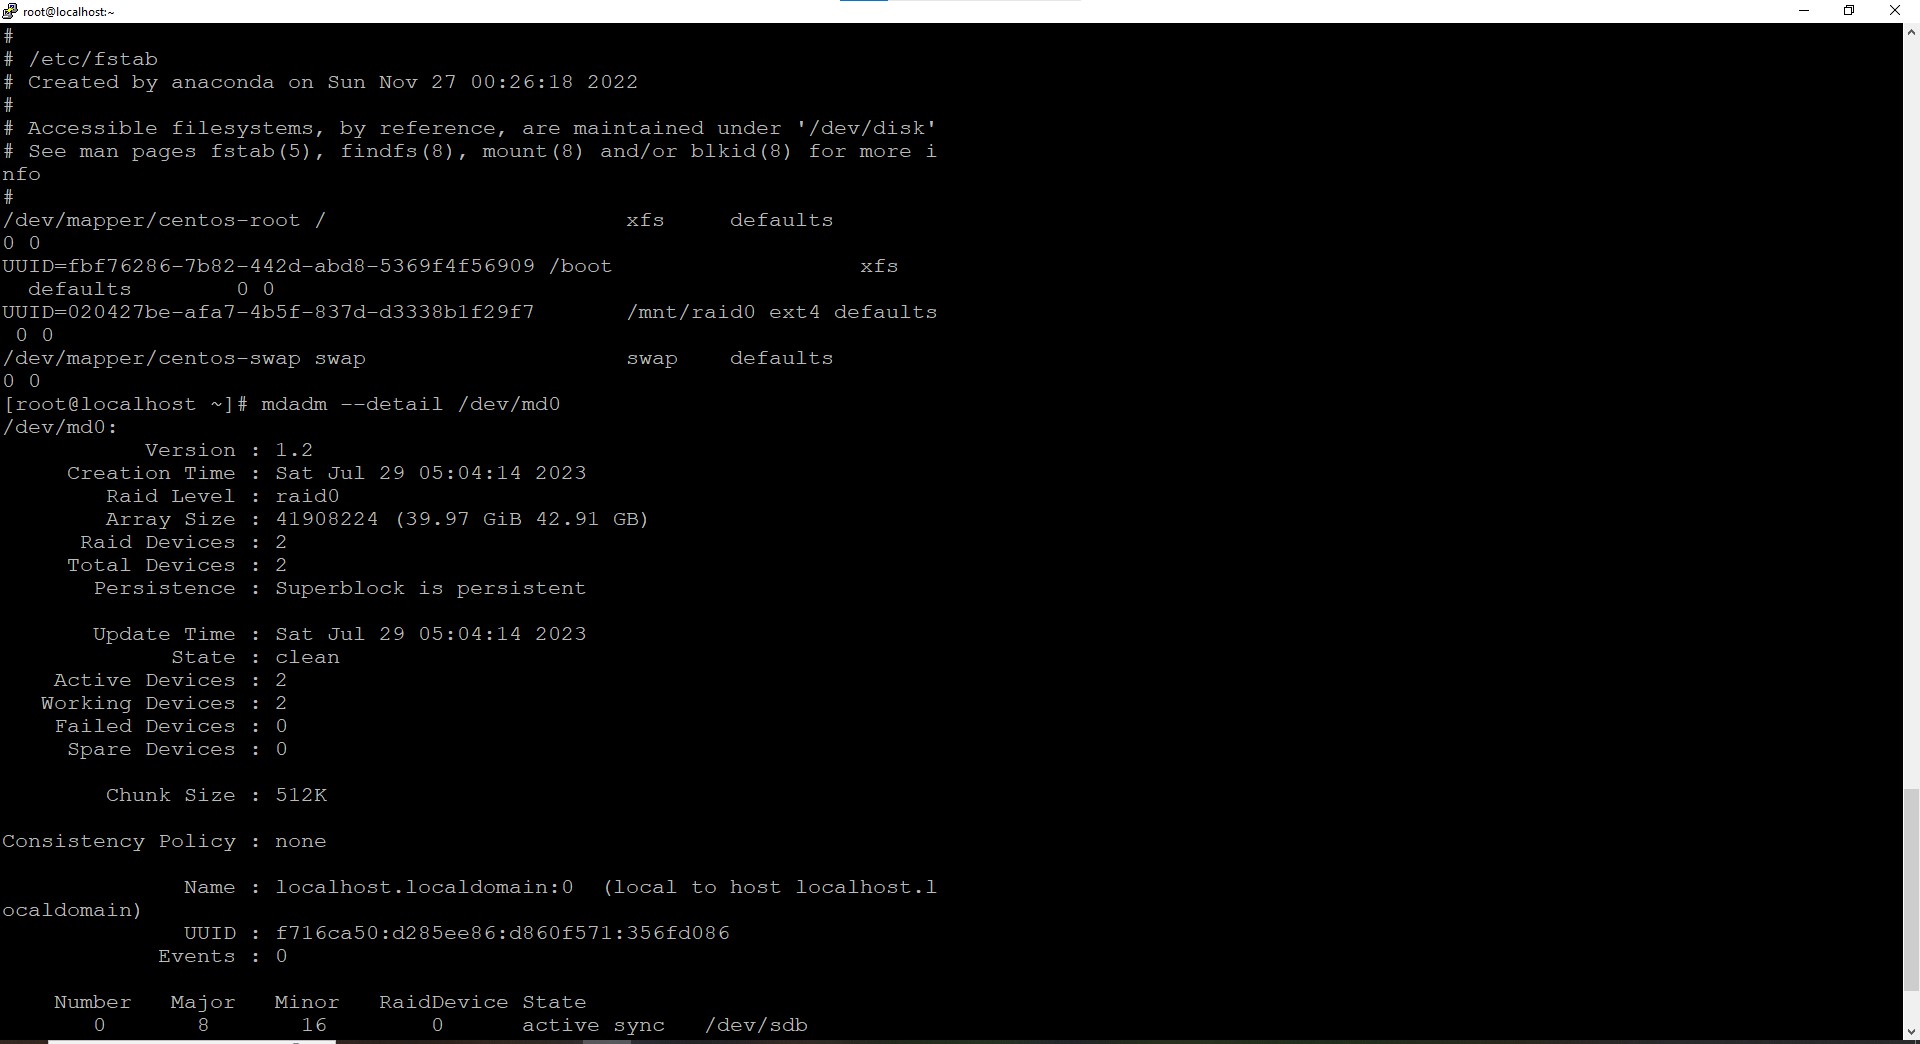 root@localhost:~
#
# /etc/fstab
# Created by anaconda on Sun Nov 27 00:26:18 2022
#
# Accessible filesystems, by reference, are maintained under '/dev/disk'
# See man pages fstab(5), findfs(8), mount(8) and/or blkid(8) for more i
nfo
#
/dev/mapper/centos-root / xfs defaults
0 0
UUID=fbf76286-7b82-442d-abd8-5369f4f56909 /boot xfs
defaults 0 0
UUID=020427be-afa7-4b5f-837d-d3338b1f29f7 /mnt/raid0 ext4 defaults
0 0
/dev/mapper/centos-swap swap swap defaults
0 0
[root@localhost ~]# mdadm --detail /dev/md0
/dev/md0:
Version : 1.2
Creation Time : Sat Jul 29 05:04:14 2023
Raid Level : raid0
Array Size : 41908224 (39.97 GiB 42.91 GB)
Raid Devices : 2
Total Devices : 2
Persistence : Superblock is persistent
Update Time : Sat Jul 29 05:04:14 2023
State : clean
Active Devices : 2
Working Devices : 2
Failed Devices : 0
Spare Devices : 0
Chunk Size : 512K
Consistency Policy : none
Name : localhost.localdomain:0 (local to host localhost.l
ocaldomain)
UUID : f716ca50:d285ee86:d860f571:356fd086
Events : 0
Number Major Minor RaidDevice State
0 8 16 0 active sync /dev/sdb